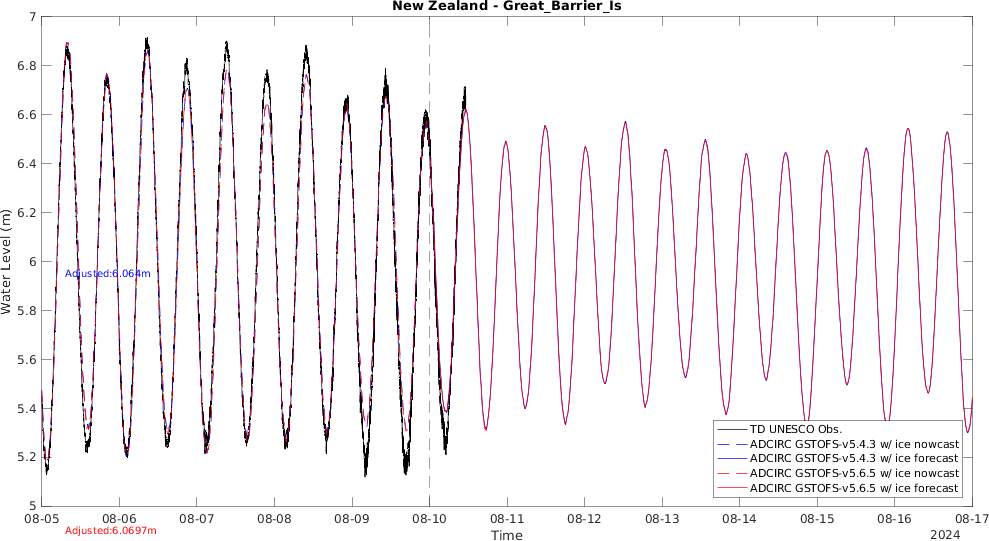 New Zealand - Great_Barrier_Is
7
6.8
6.6
6.4
6.2
6
5.8
5.6
5.4
5.2
5
Water Level (m)
Adjusted:6.064m
TD UNESCO Obs.
ADCIRC GSTOFS-v5.4.3 w/ ice nowcast
ADCIRC GSTOFS-v5.4.3 w/ ice forecast
ADCIRC GSTOFS-v5.6.5 w/ ice nowcast
ADCIRC GSTOFS-v5.6.5 w/ ice forecast
08-05 08-06 08-07 08-08 08-09 08-10 08-11 08-12 08-13 08-14 08-15 08-16 08-17
Adjusted:6.0697m
Time
2024